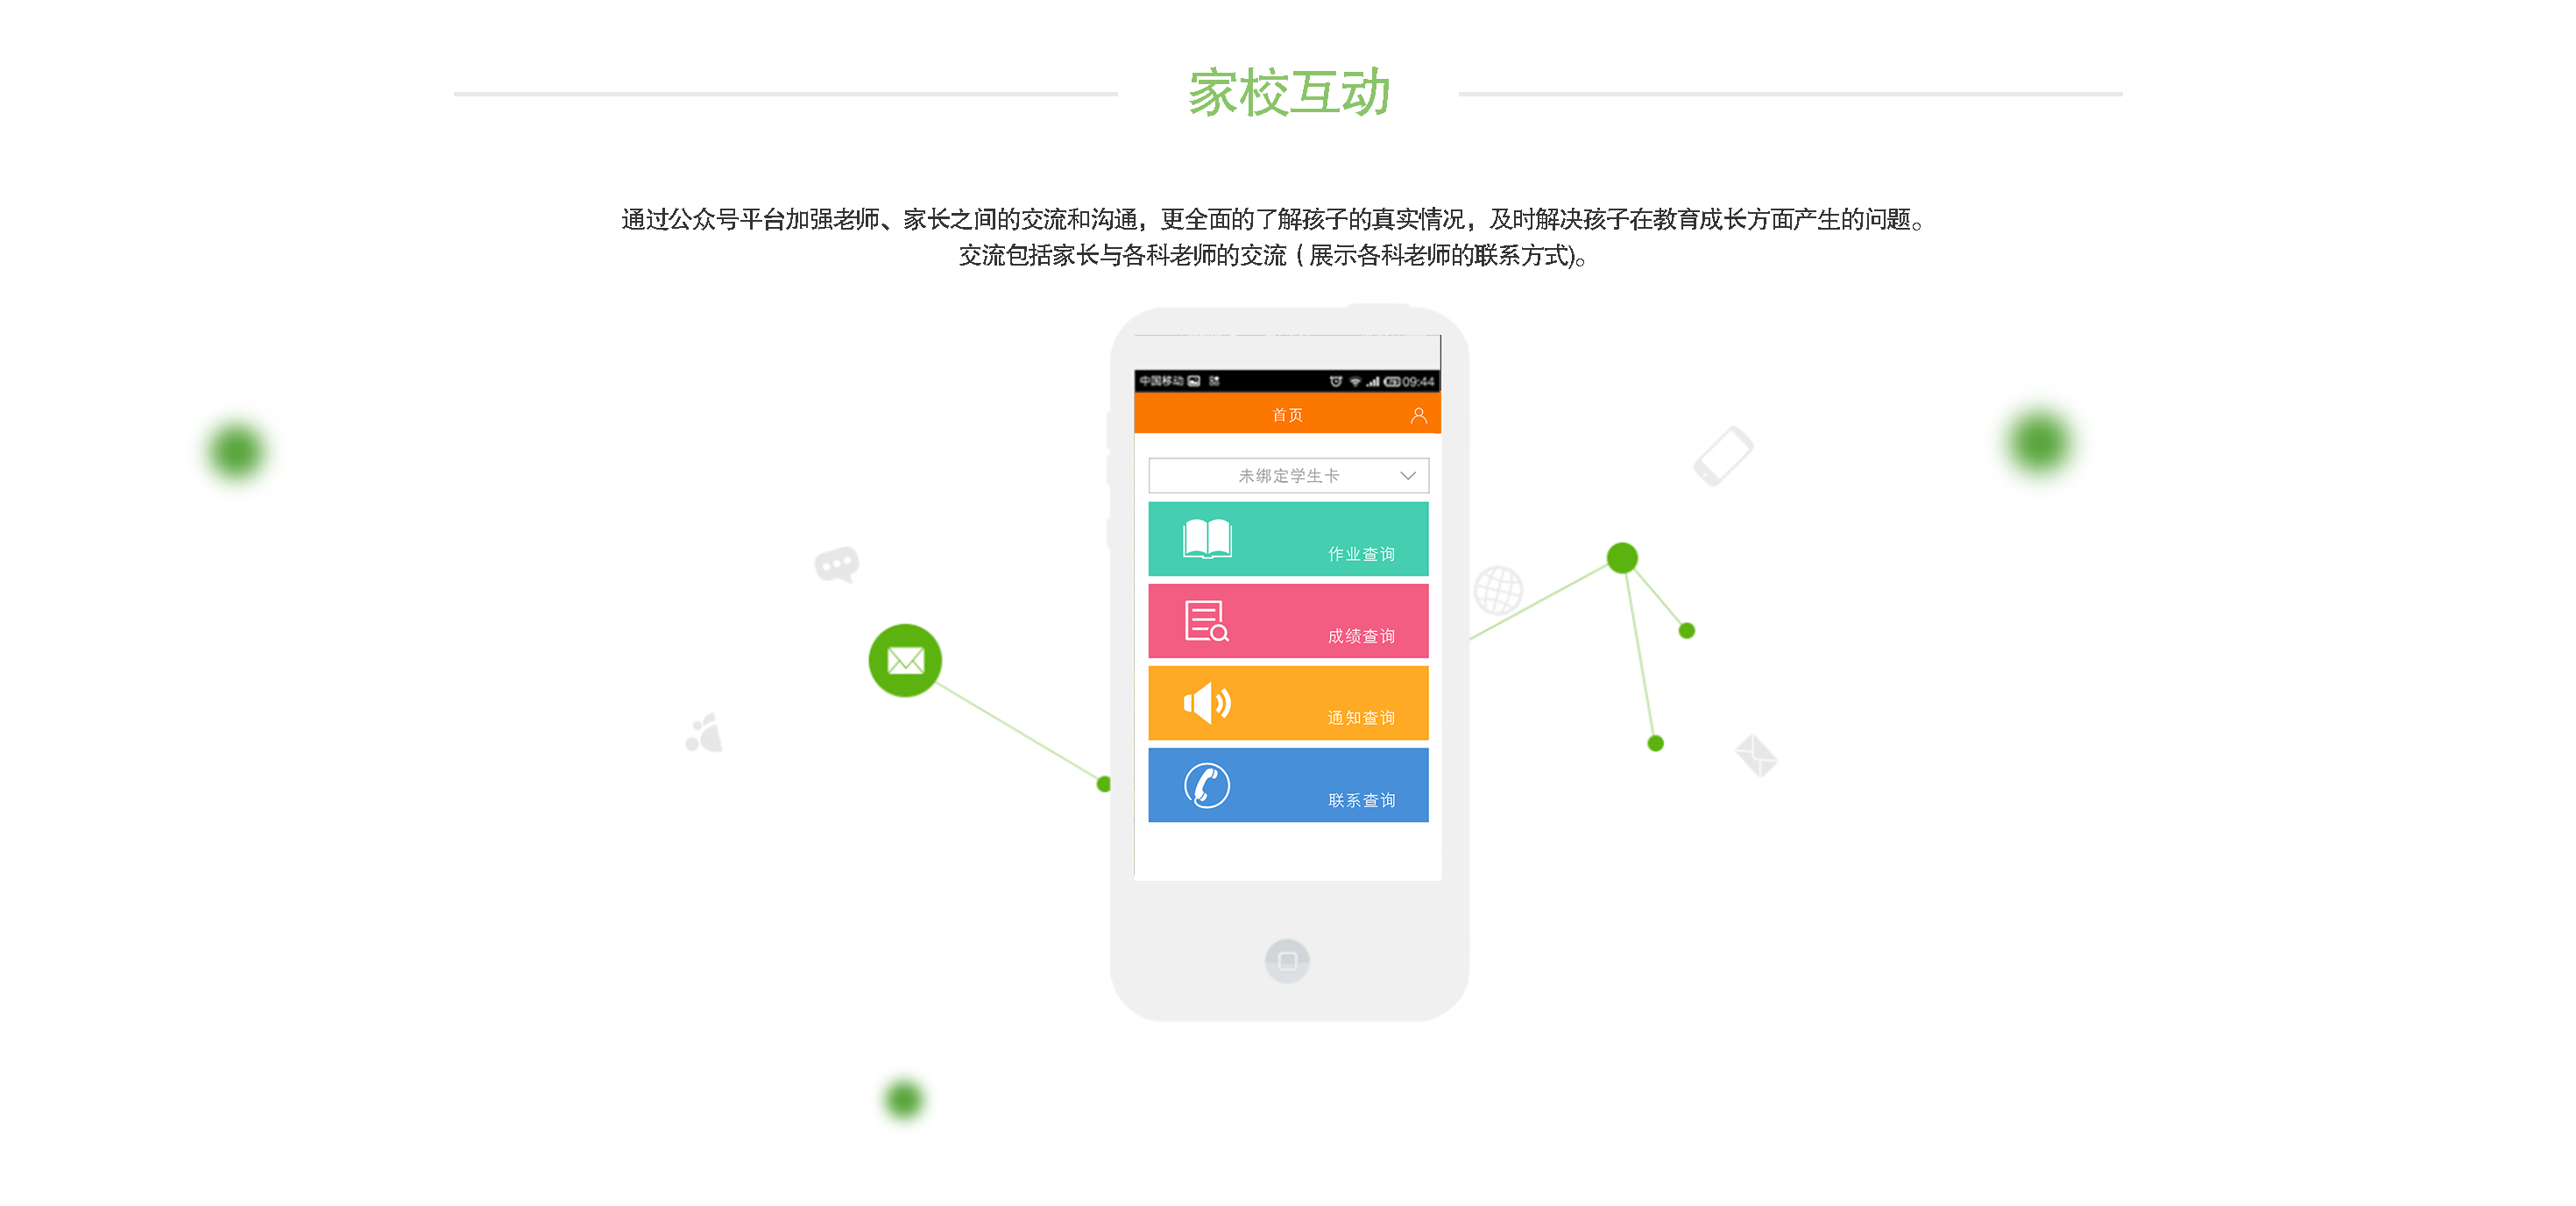 家校互动
通过公众号平台加强老师、家长之间的交流和沟通，更全面的了解孩子的真实情况，及时解决孩子在教育成长方面产生的问题。
交流包括家长与各科老师的交流（展示各科老师的联系方式)。
中国移动 09:44
首页
未绑定学生卡
作业查询
成绩查询
通知查询
联系查询